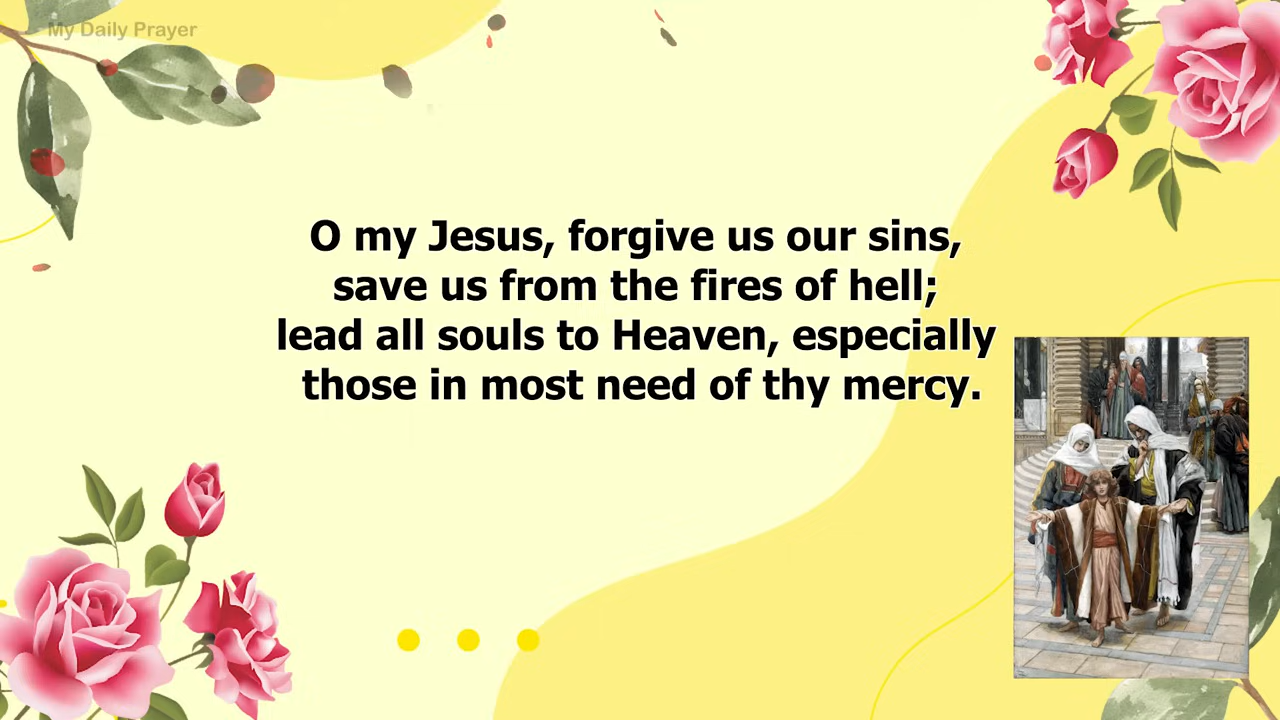 My Daily Prayer
O my Jesus, forgive us our sins,
save us from the fires of hell;
lead all souls to Heaven, especially
those in most need of thy mercy.